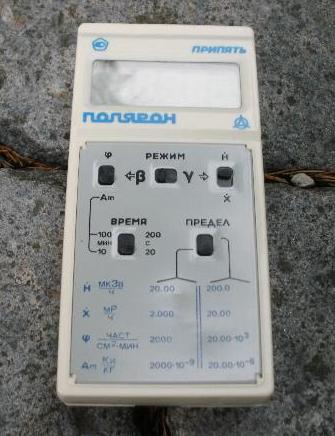 ПРИПЯТЬ
ПОЛЯРОН
φ РЕЖИМ Ḣ
⇦β γ⇨
Am Ẋ
ВРЕМЯ ПРЕДЕЛ
100 200
МИН С
10 20
Ḣ МКЗВ/Ч 20.00 200.0
Ẋ МР/Ч 2.000 20.00
φ ЧАСТ/СМ²·МИН 2000 20.00·10³
Am Ки/КГ 2000·10⁻⁹ 20.00·10⁻⁶